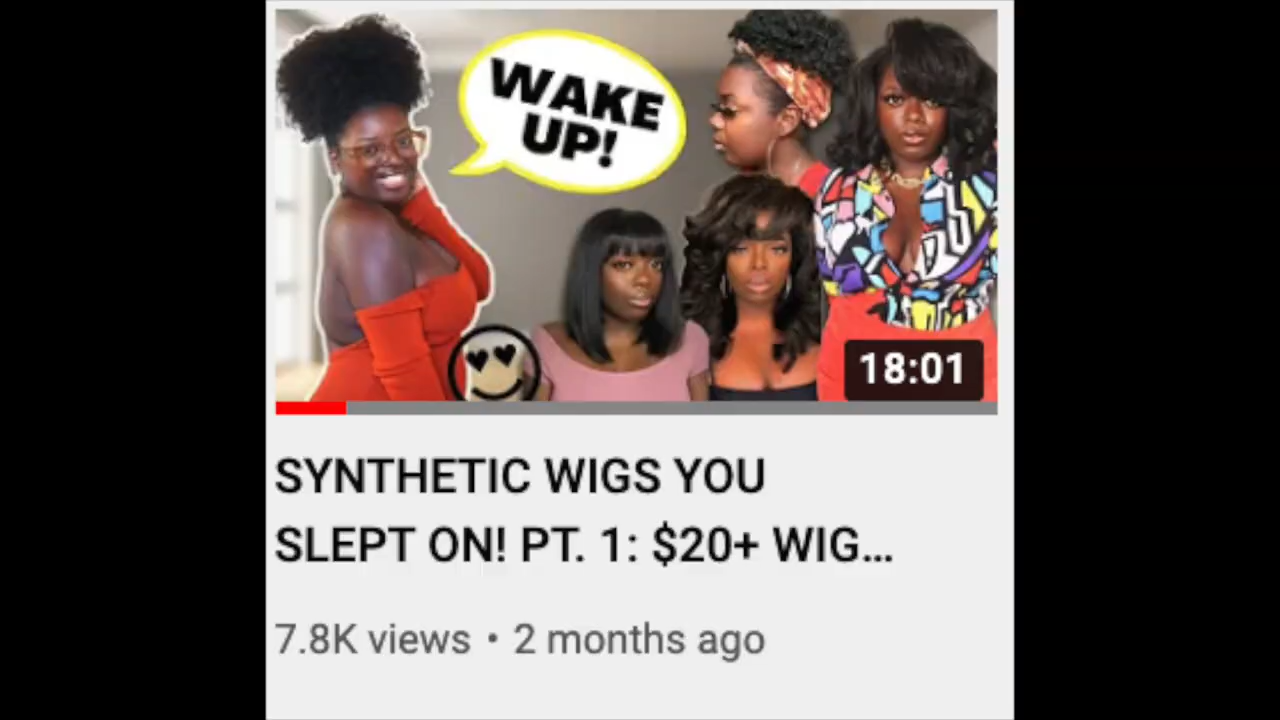 WAKE
UP!
18:01
SYNTHETIC WIGS YOU
SLEPT ON! PT. 1: $20+ WIG...
7.8K views • 2 months ago